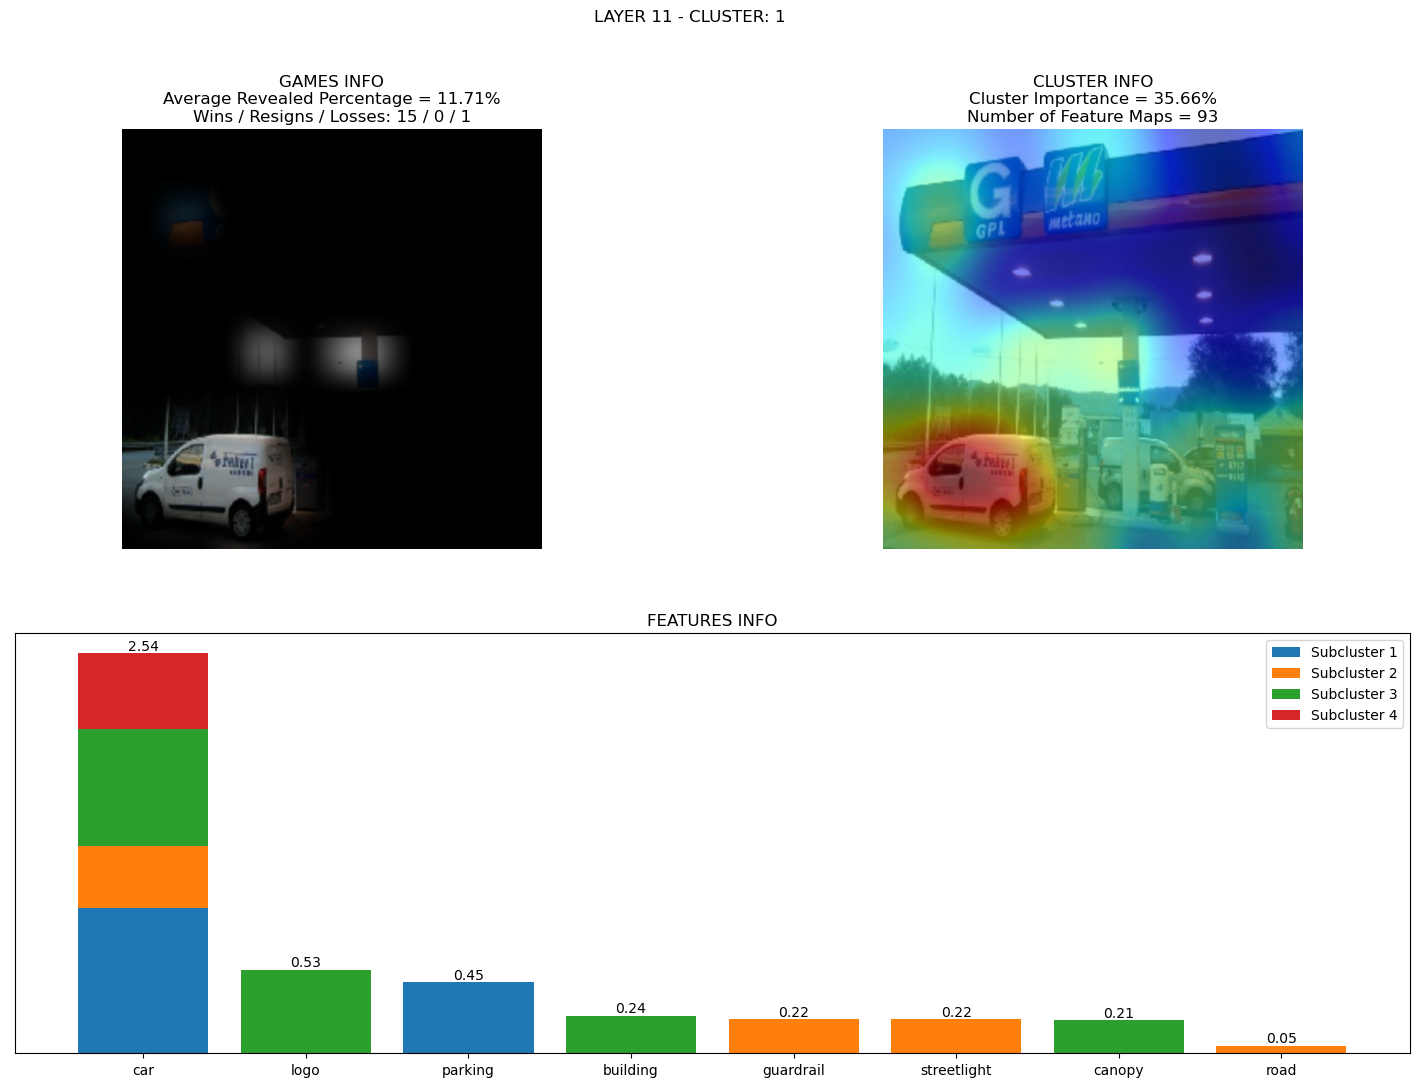 LAYER 11 - CLUSTER: 1
GAMES INFO
Average Revealed Percentage = 11.71%
Wins / Resigns / Losses: 15 / 0 / 1
CLUSTER INFO
Cluster Importance = 35.66%
Number of Feature Maps = 93
G
GPL
metano
FEATURES INFO
2.54
0.53
0.45
0.24
0.22
0.22
0.21
0.05
Subcluster 1
Subcluster 2
Subcluster 3
Subcluster 4
car
logo
parking
building
guardrail
streetlight
canopy
road